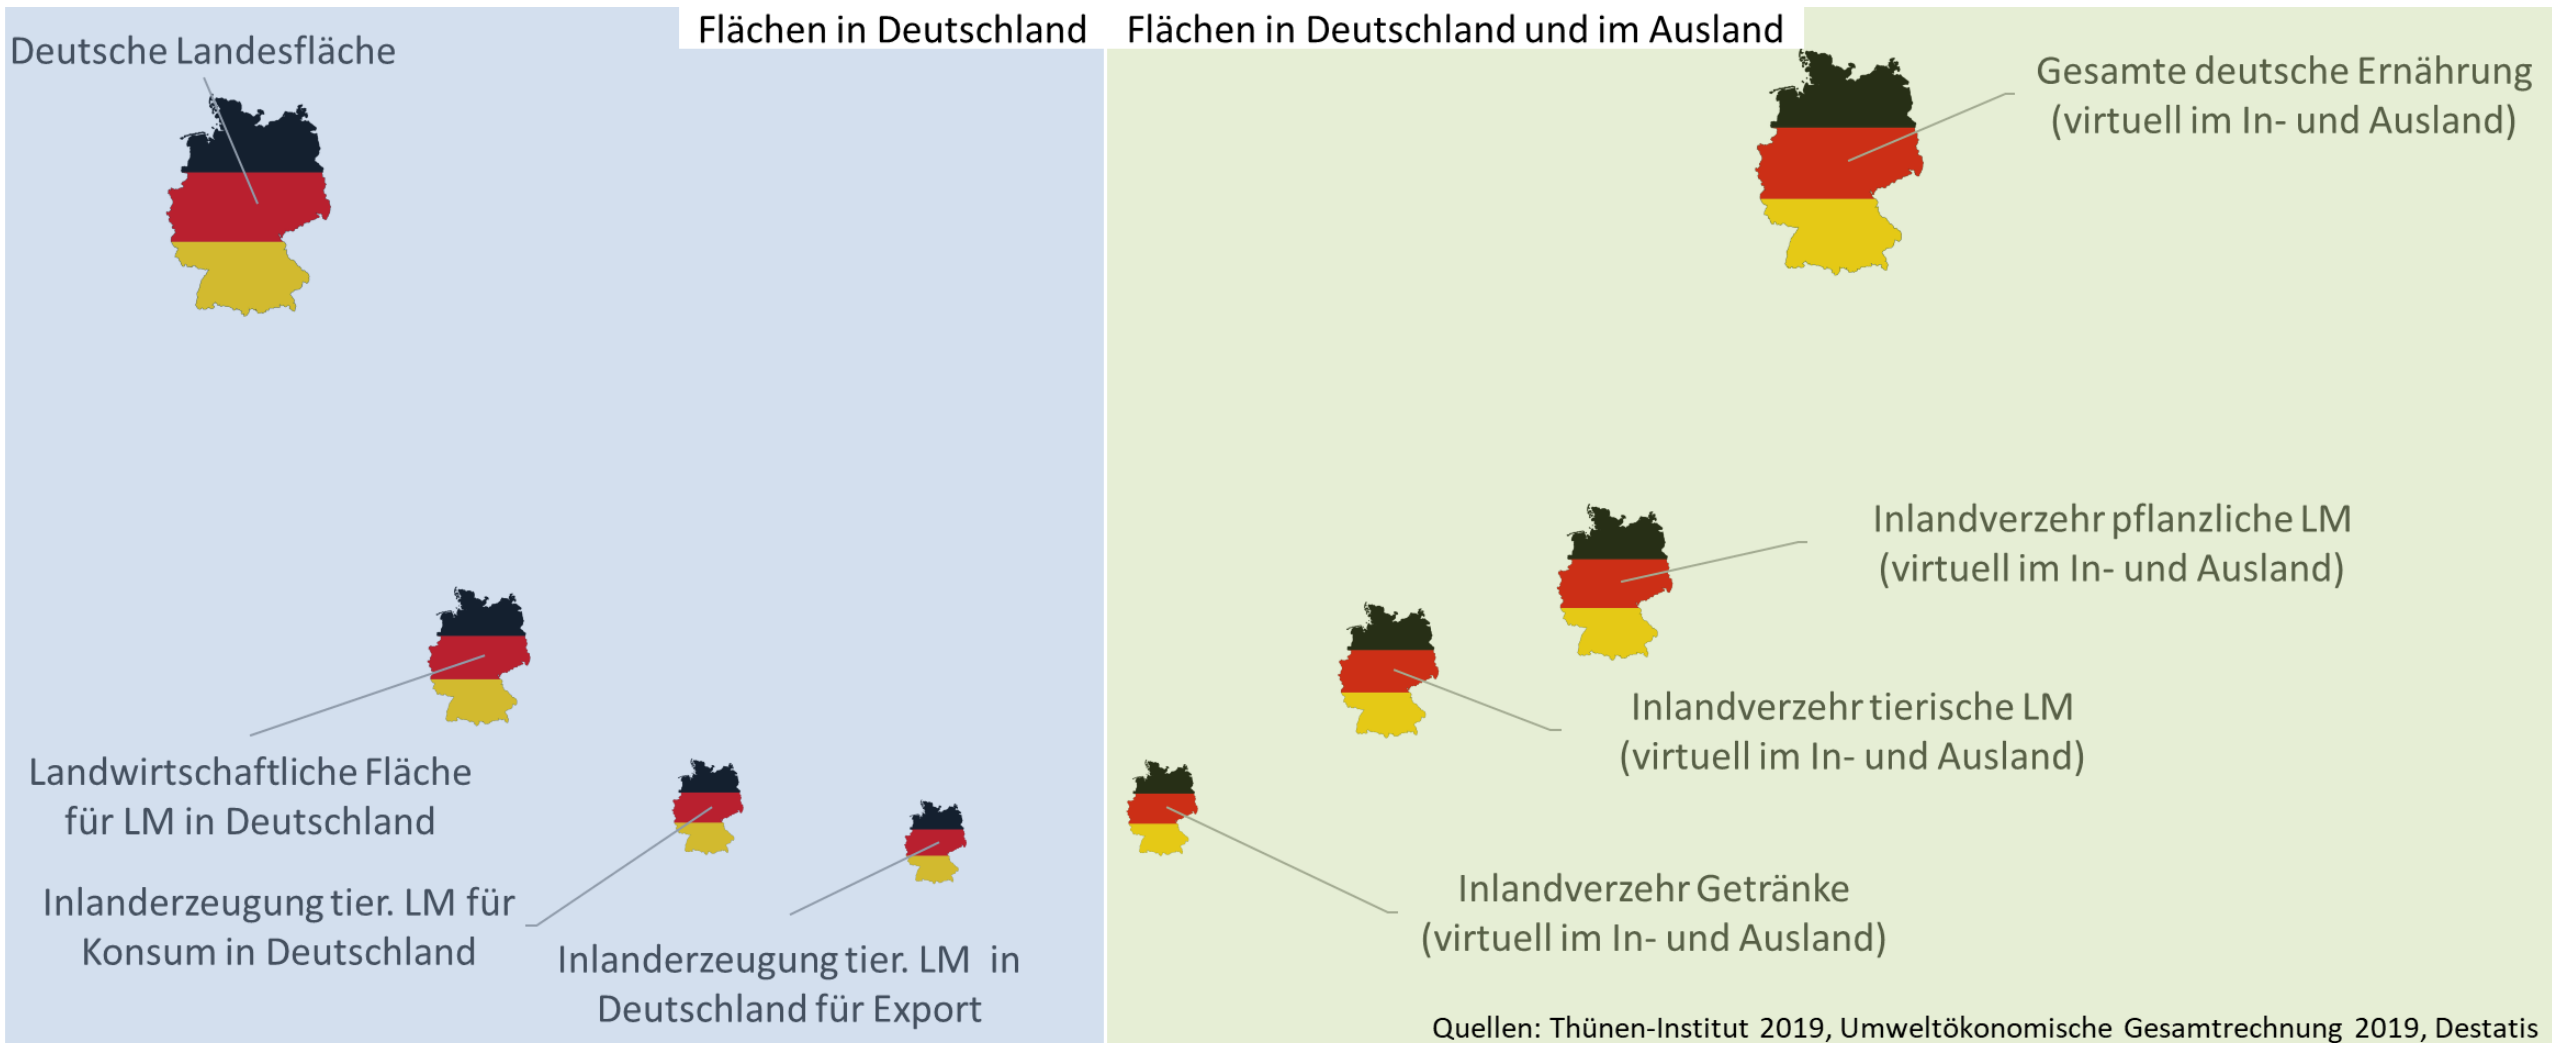 Flächen in Deutschland
Deutsche Landesfläche
Landwirtschaftliche Fläche
für LM in Deutschland
Inlanderzeugung tier. LM für
Konsum in Deutschland
Inlanderzeugung tier. LM in
Deutschland für Export
Flächen in Deutschland und im Ausland
Gesamte deutsche Ernährung
(virtuell im In- und Ausland)
Inlandverzehr pflanzliche LM
(virtuell im In- und Ausland)
Inlandverzehr tierische LM
(virtuell im In- und Ausland)
Inlandverzehr Getränke
(virtuell im In- und Ausland)
Quellen: Thünen-Institut 2019, Umweltökonomische Gesamtrechnung 2019, Destatis